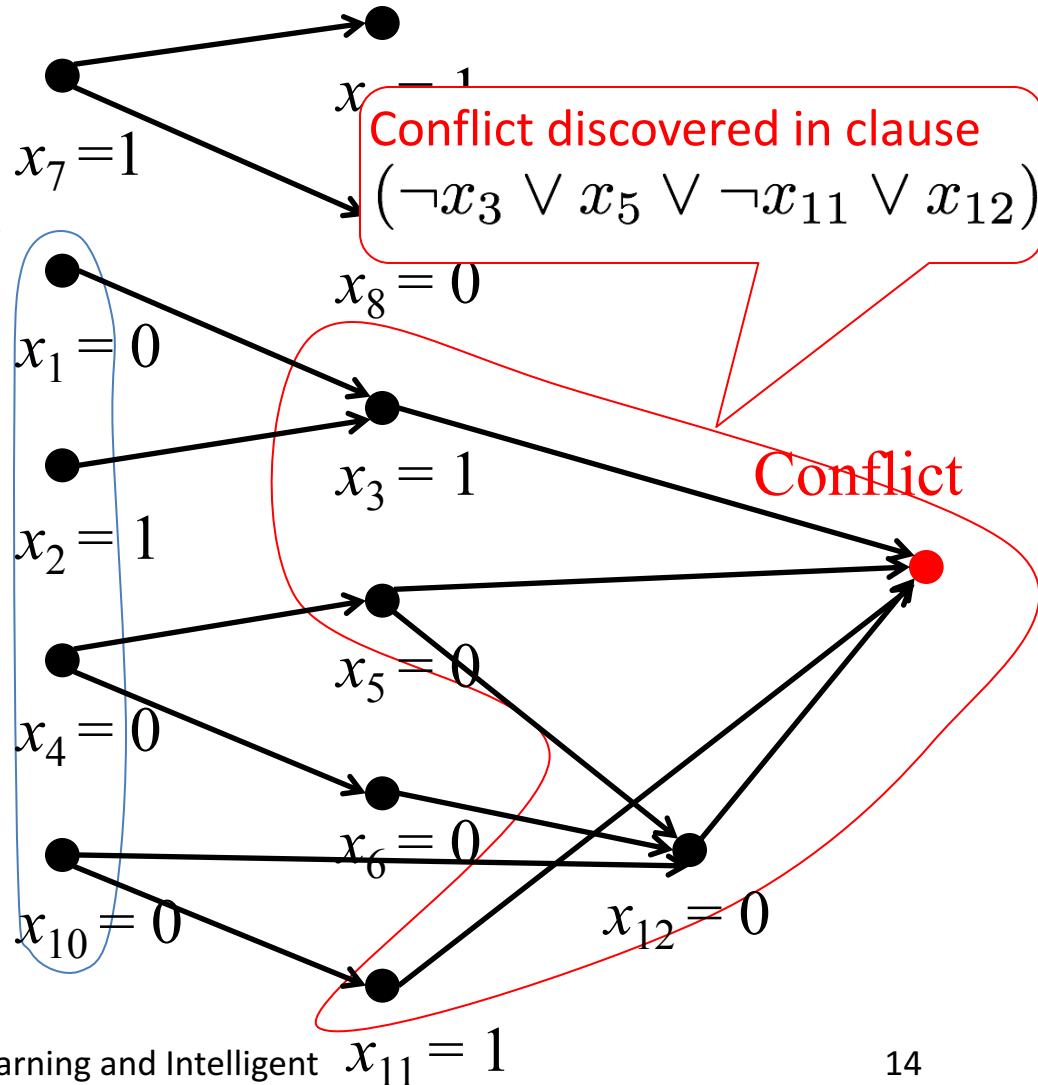 x = 1
x₇ = 1
Conflict discovered in clause
(¬x₃ ∨ x₅ ∨ ¬x₁₁ ∨ x₁₂)
x₈ = 0
x₁ = 0
x₃ = 1
Conflict
x₂ = 1
x₅ = 0
x₄ = 0
x₆ = 0
x₁₀ = 0
x₁₂ = 0
arning and Intelligent
x₁₁ = 1
14